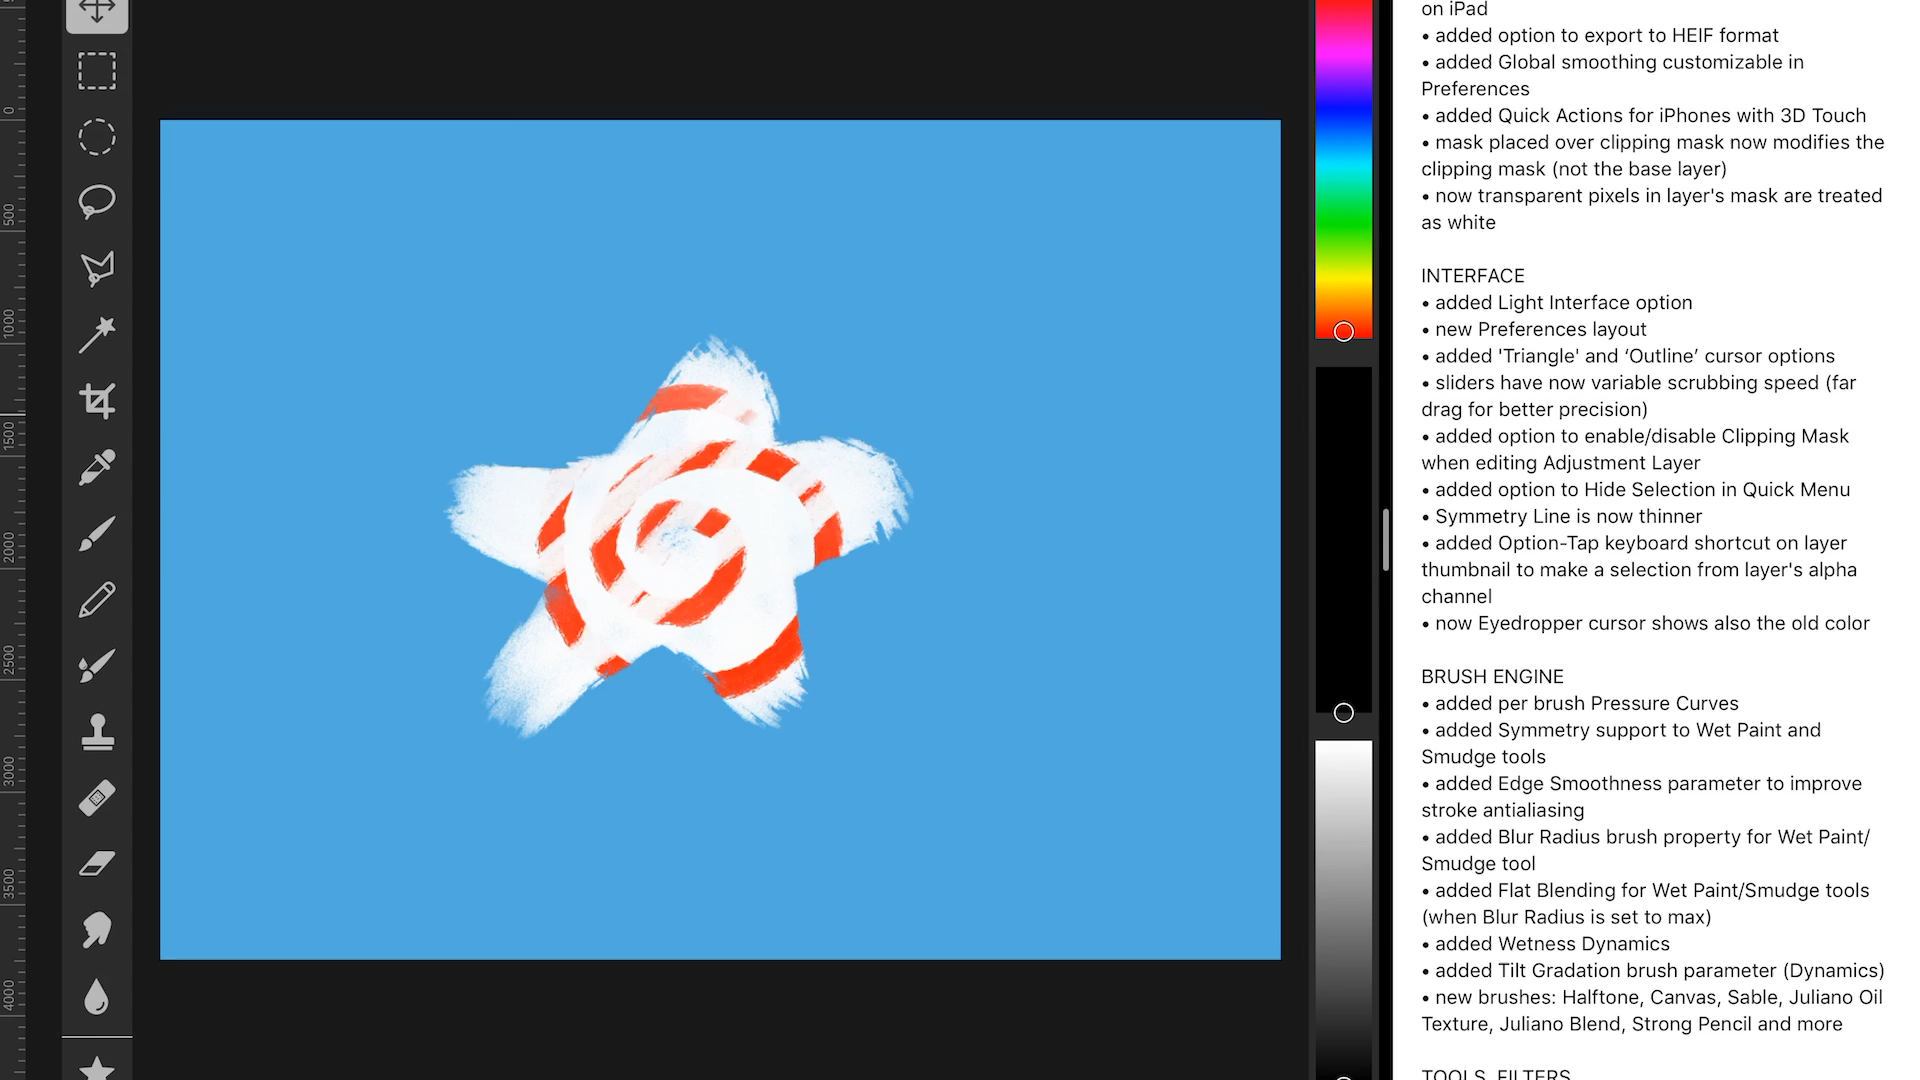 0
500
1000
1500
2000
2500
3000
3500
4000
on iPad
• added option to export to HEIF format
• added Global smoothing customizable in
Preferences
• added Quick Actions for iPhones with 3D Touch
• mask placed over clipping mask now modifies the
clipping mask (not the base layer)
• now transparent pixels in layer's mask are treated
as white
INTERFACE
• added Light Interface option
• new Preferences layout
• added 'Triangle' and ‘Outline’ cursor options
• sliders have now variable scrubbing speed (far
drag for better precision)
• added option to enable/disable Clipping Mask
when editing Adjustment Layer
• added option to Hide Selection in Quick Menu
• Symmetry Line is now thinner
• added Option-Tap keyboard shortcut on layer
thumbnail to make a selection from layer's alpha
channel
• now Eyedropper cursor shows also the old color
BRUSH ENGINE
• added per brush Pressure Curves
• added Symmetry support to Wet Paint and
Smudge tools
• added Edge Smoothness parameter to improve
stroke antialiasing
• added Blur Radius brush property for Wet Paint/
Smudge tool
• added Flat Blending for Wet Paint/Smudge tools
(when Blur Radius is set to max)
• added Wetness Dynamics
• added Tilt Gradation brush parameter (Dynamics)
• new brushes: Halftone, Canvas, Sable, Juliano Oil
Texture, Juliano Blend, Strong Pencil and more
TOOLS, FILTERS